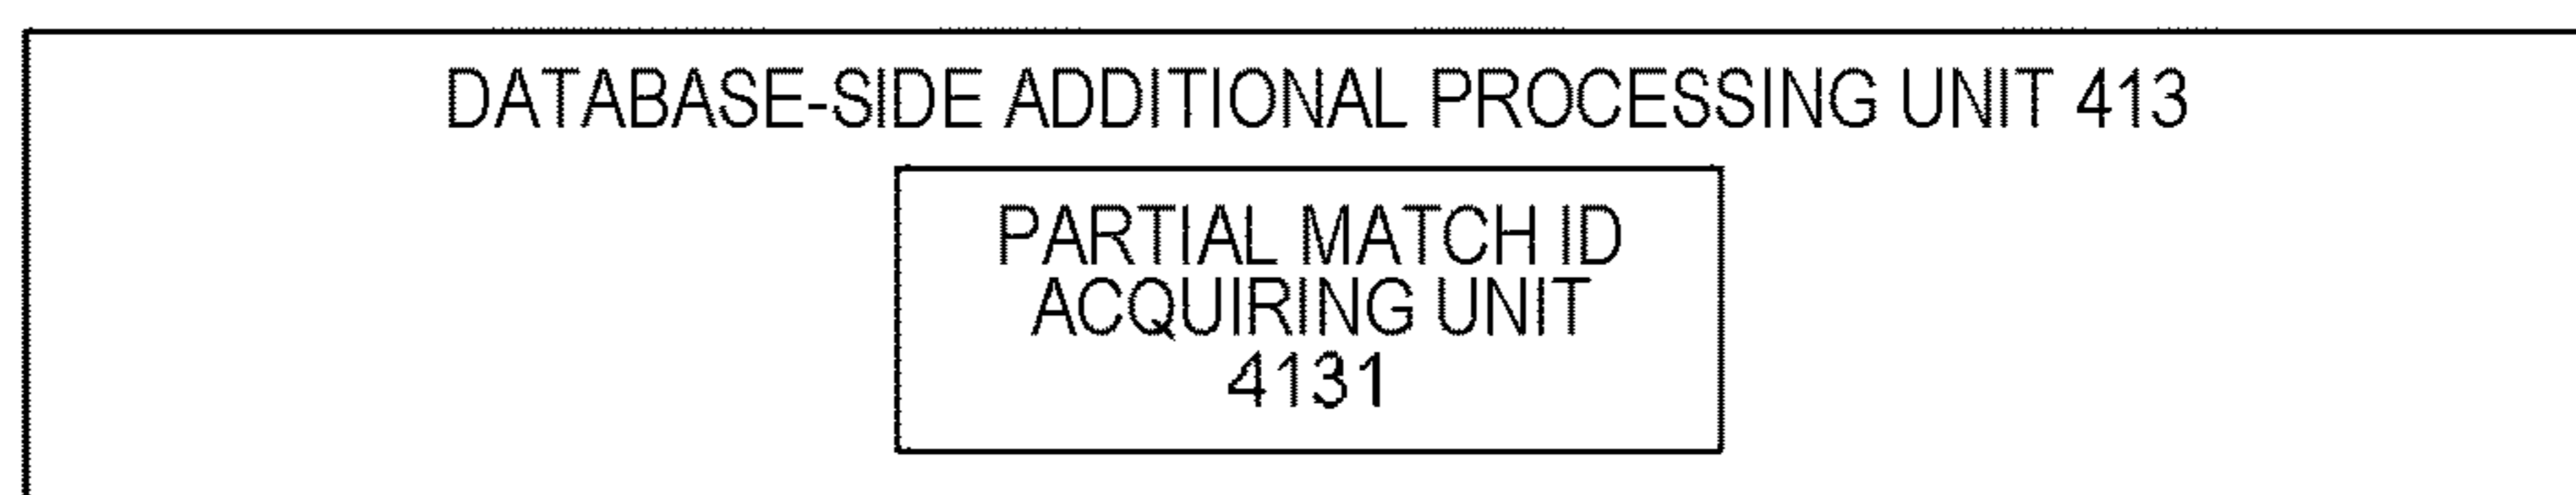 DATABASE-SIDE ADDITIONAL PROCESSING UNIT 413
PARTIAL MATCH ID
ACQUIRING UNIT
4131